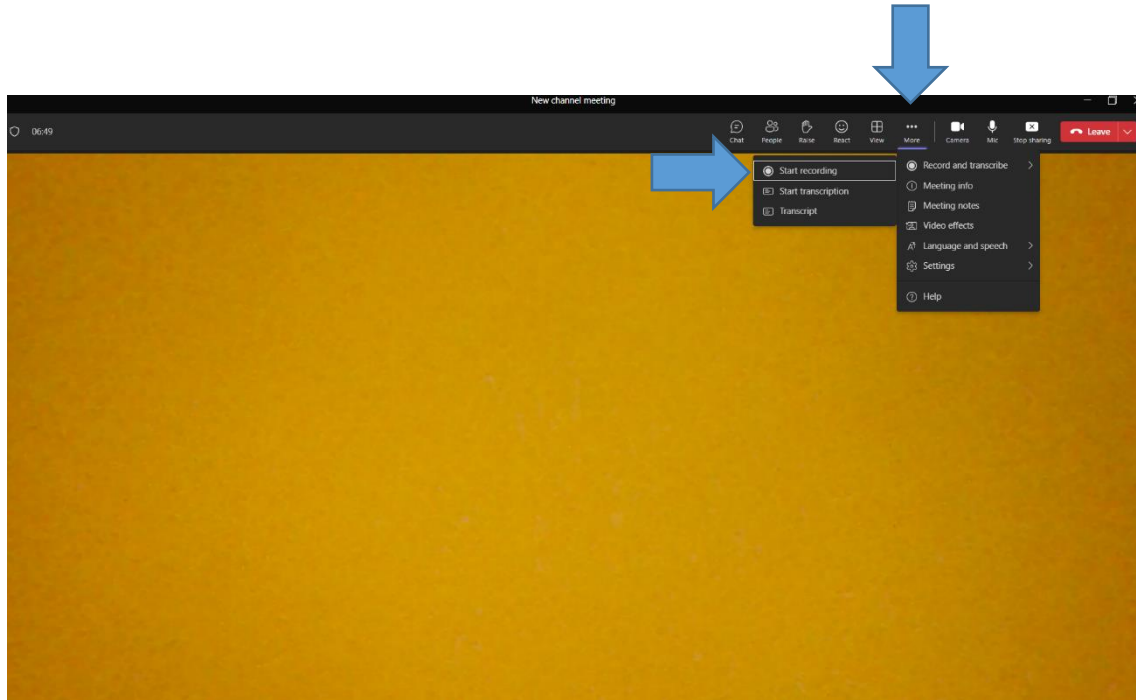 New channel meeting
06:49
Chat People Raise React View More Camera Mic Stop sharing Leave
Start recording
Start transcription
Transcript
Record and transcribe
Meeting info
Meeting notes
Video effects
Language and speech
Settings
Help